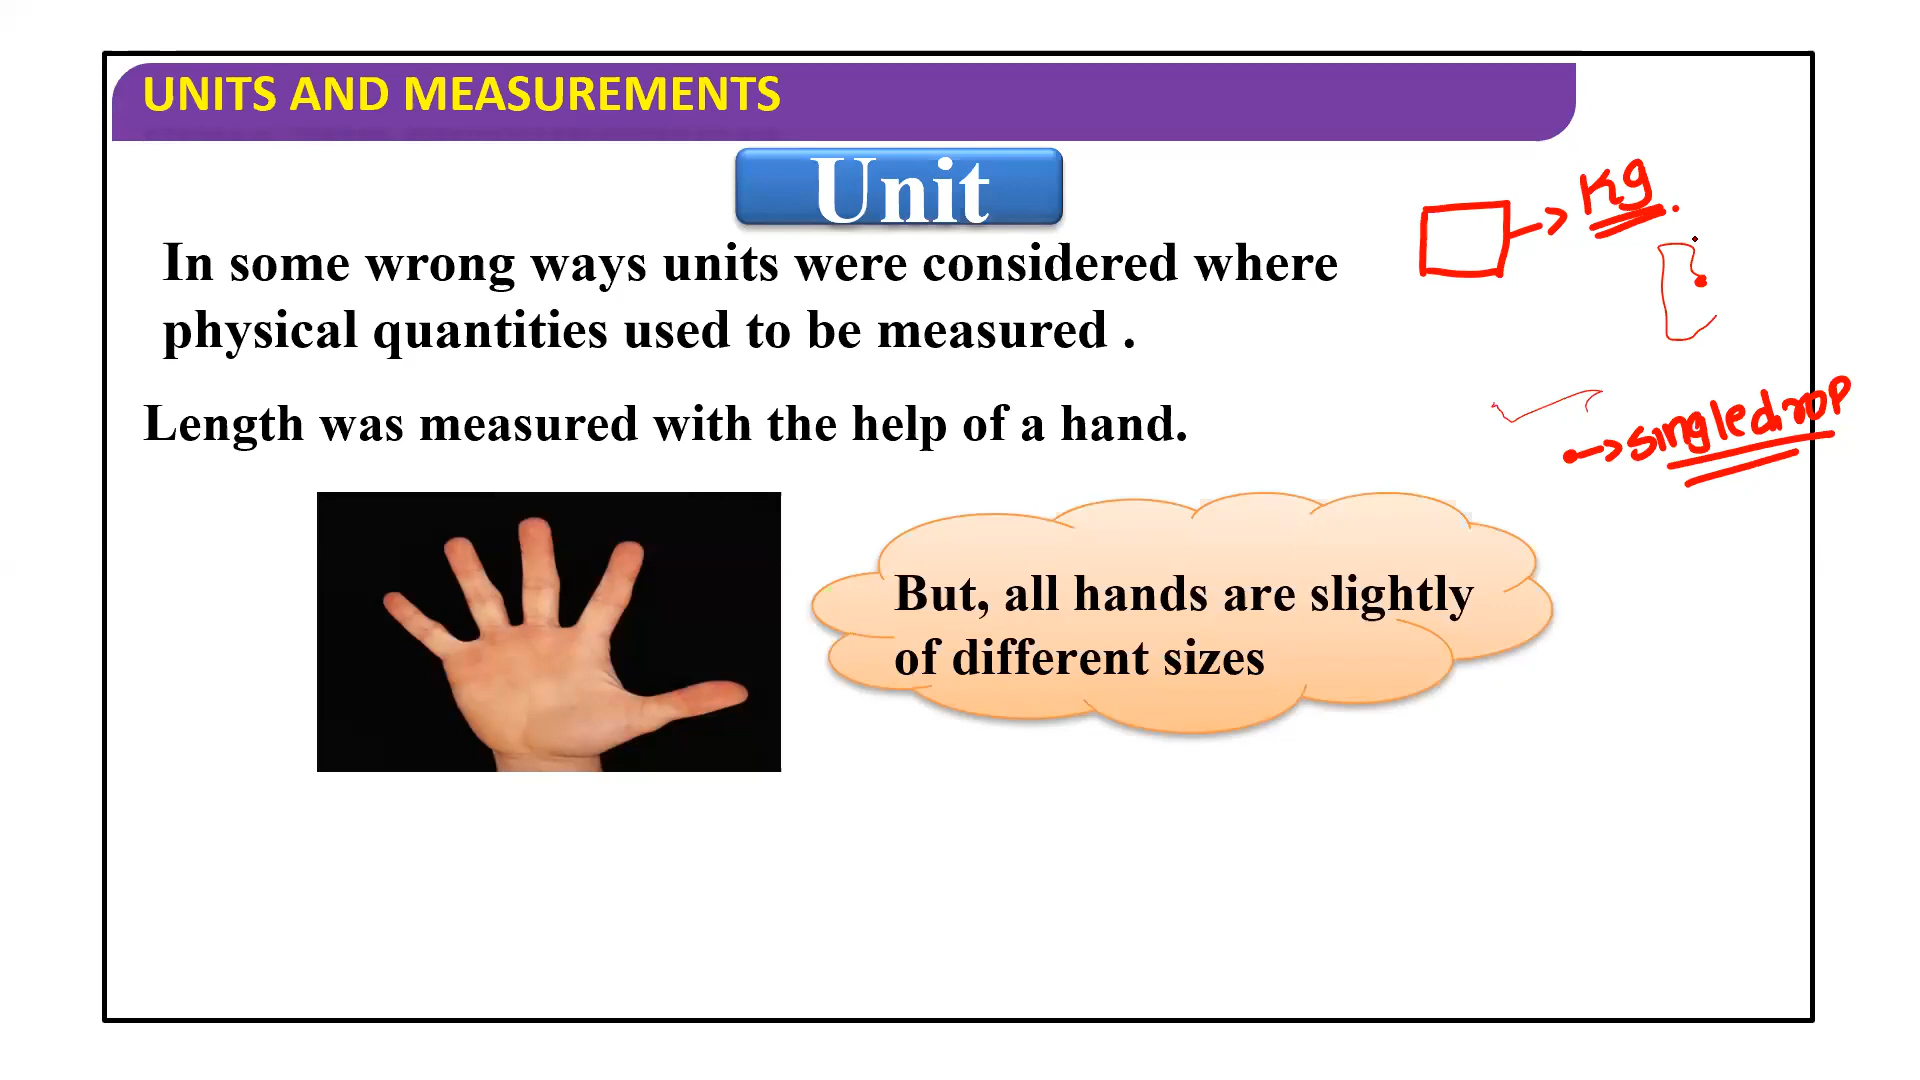 UNITS AND MEASUREMENTS
Unit
Kg.
In some wrong ways units were considered where
physical quantities used to be measured .
Length was measured with the help of a hand.
single drop
But, all hands are slightly
of different sizes